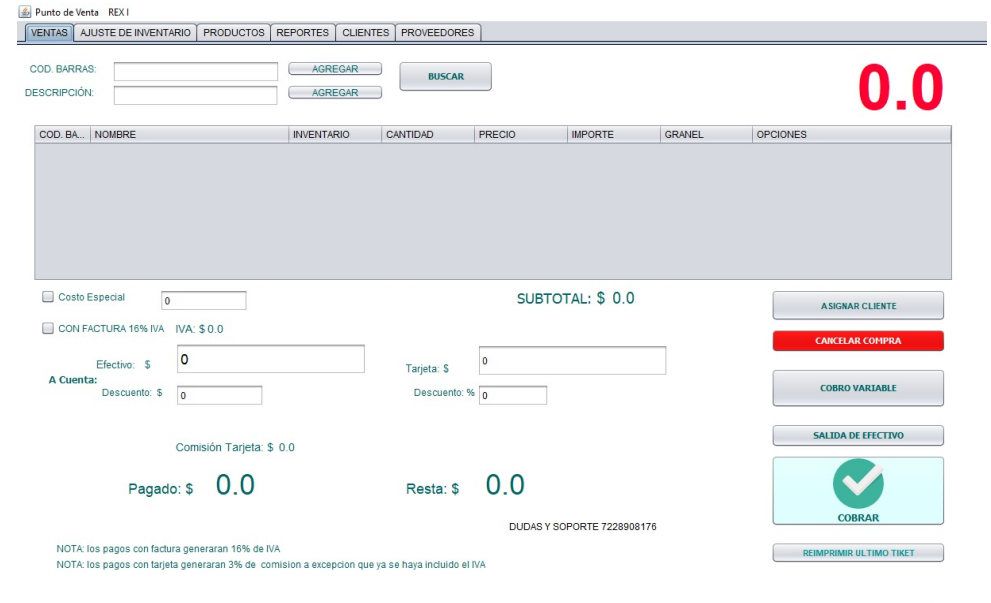 Punto de Venta REX I
VENTAS AJUSTE DE INVENTARIO PRODUCTOS REPORTES CLIENTES PROVEEDORES
COD. BARRAS: AGREGAR BUSCAR 0.0
DESCRIPCIÓN: AGREGAR
COD. BA... NOMBRE INVENTARIO CANTIDAD PRECIO IMPORTE GRANEL OPCIONES
Costo Especial 0 SUBTOTAL: $ 0.0 ASIGNAR CLIENTE
CON FACTURA 16% IVA IVA: $ 0.0 CANCELAR COMPRA
Efectivo: $ 0 Tarjeta: $ 0
A Cuenta: COBRO VARIABLE
Descuento: $ 0 Descuento: % 0
SALIDA DE EFECTIVO
Comisión Tarjeta: $ 0.0
Pagado: $ 0.0 Resta: $ 0.0
COBRAR
DUDAS Y SOPORTE 7228908176
NOTA: los pagos con factura generaran 16% de IVA REIMPRIMIR ULTIMO TIKET
NOTA: los pagos con tarjeta generaran 3% de comision a excepcion que ya se haya incluido el IVA